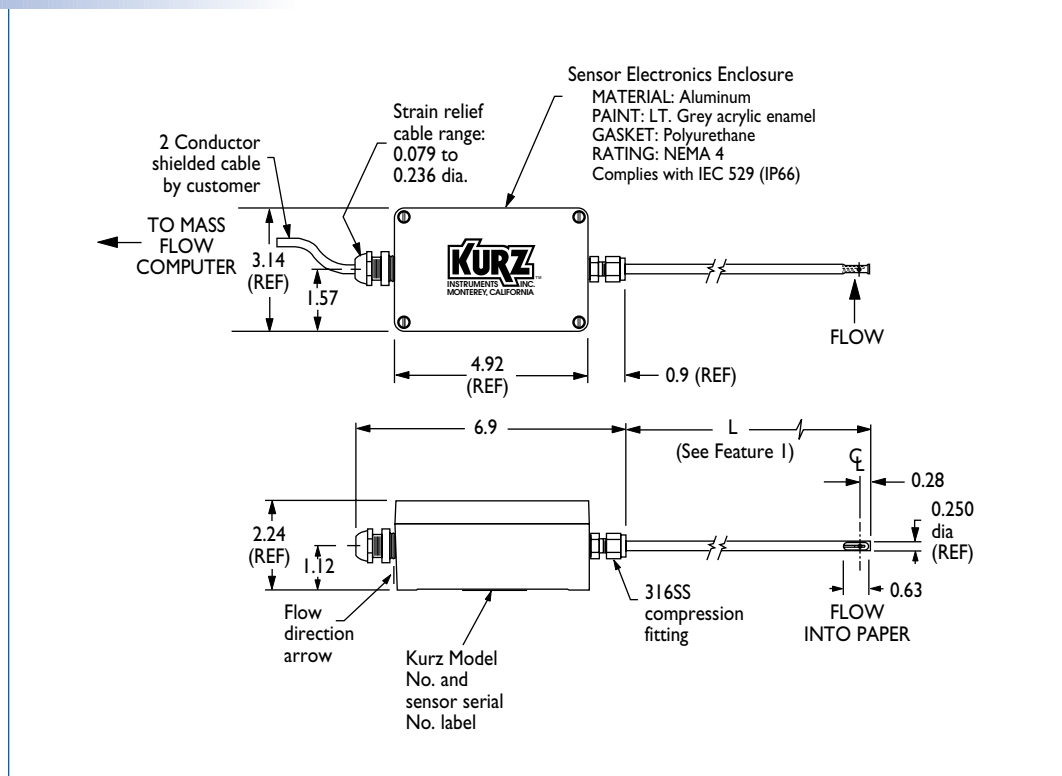 Sensor Electronics Enclosure
MATERIAL: Aluminum
PAINT: LT. Grey acrylic enamel
GASKET: Polyurethane
RATING: NEMA 4
Complies with IEC 529 (IP66)
Strain relief
cable range:
0.079 to
0.236 dia.
2 Conductor
shielded cable
by customer
TO MASS
FLOW
COMPUTER
3.14
(REF)
1.57
KURZ
INSTRUMENTS INC.
MONTEREY, CALIFORNIA
TM
FLOW
4.92
(REF)
0.9 (REF)
6.9
L
(See Feature 1)
℄
0.28
0.250
dia
(REF)
2.24
(REF)
1.12
0.63
FLOW
INTO PAPER
316SS
compression
fitting
Flow
direction
arrow
Kurz Model
No. and
sensor serial
No. label